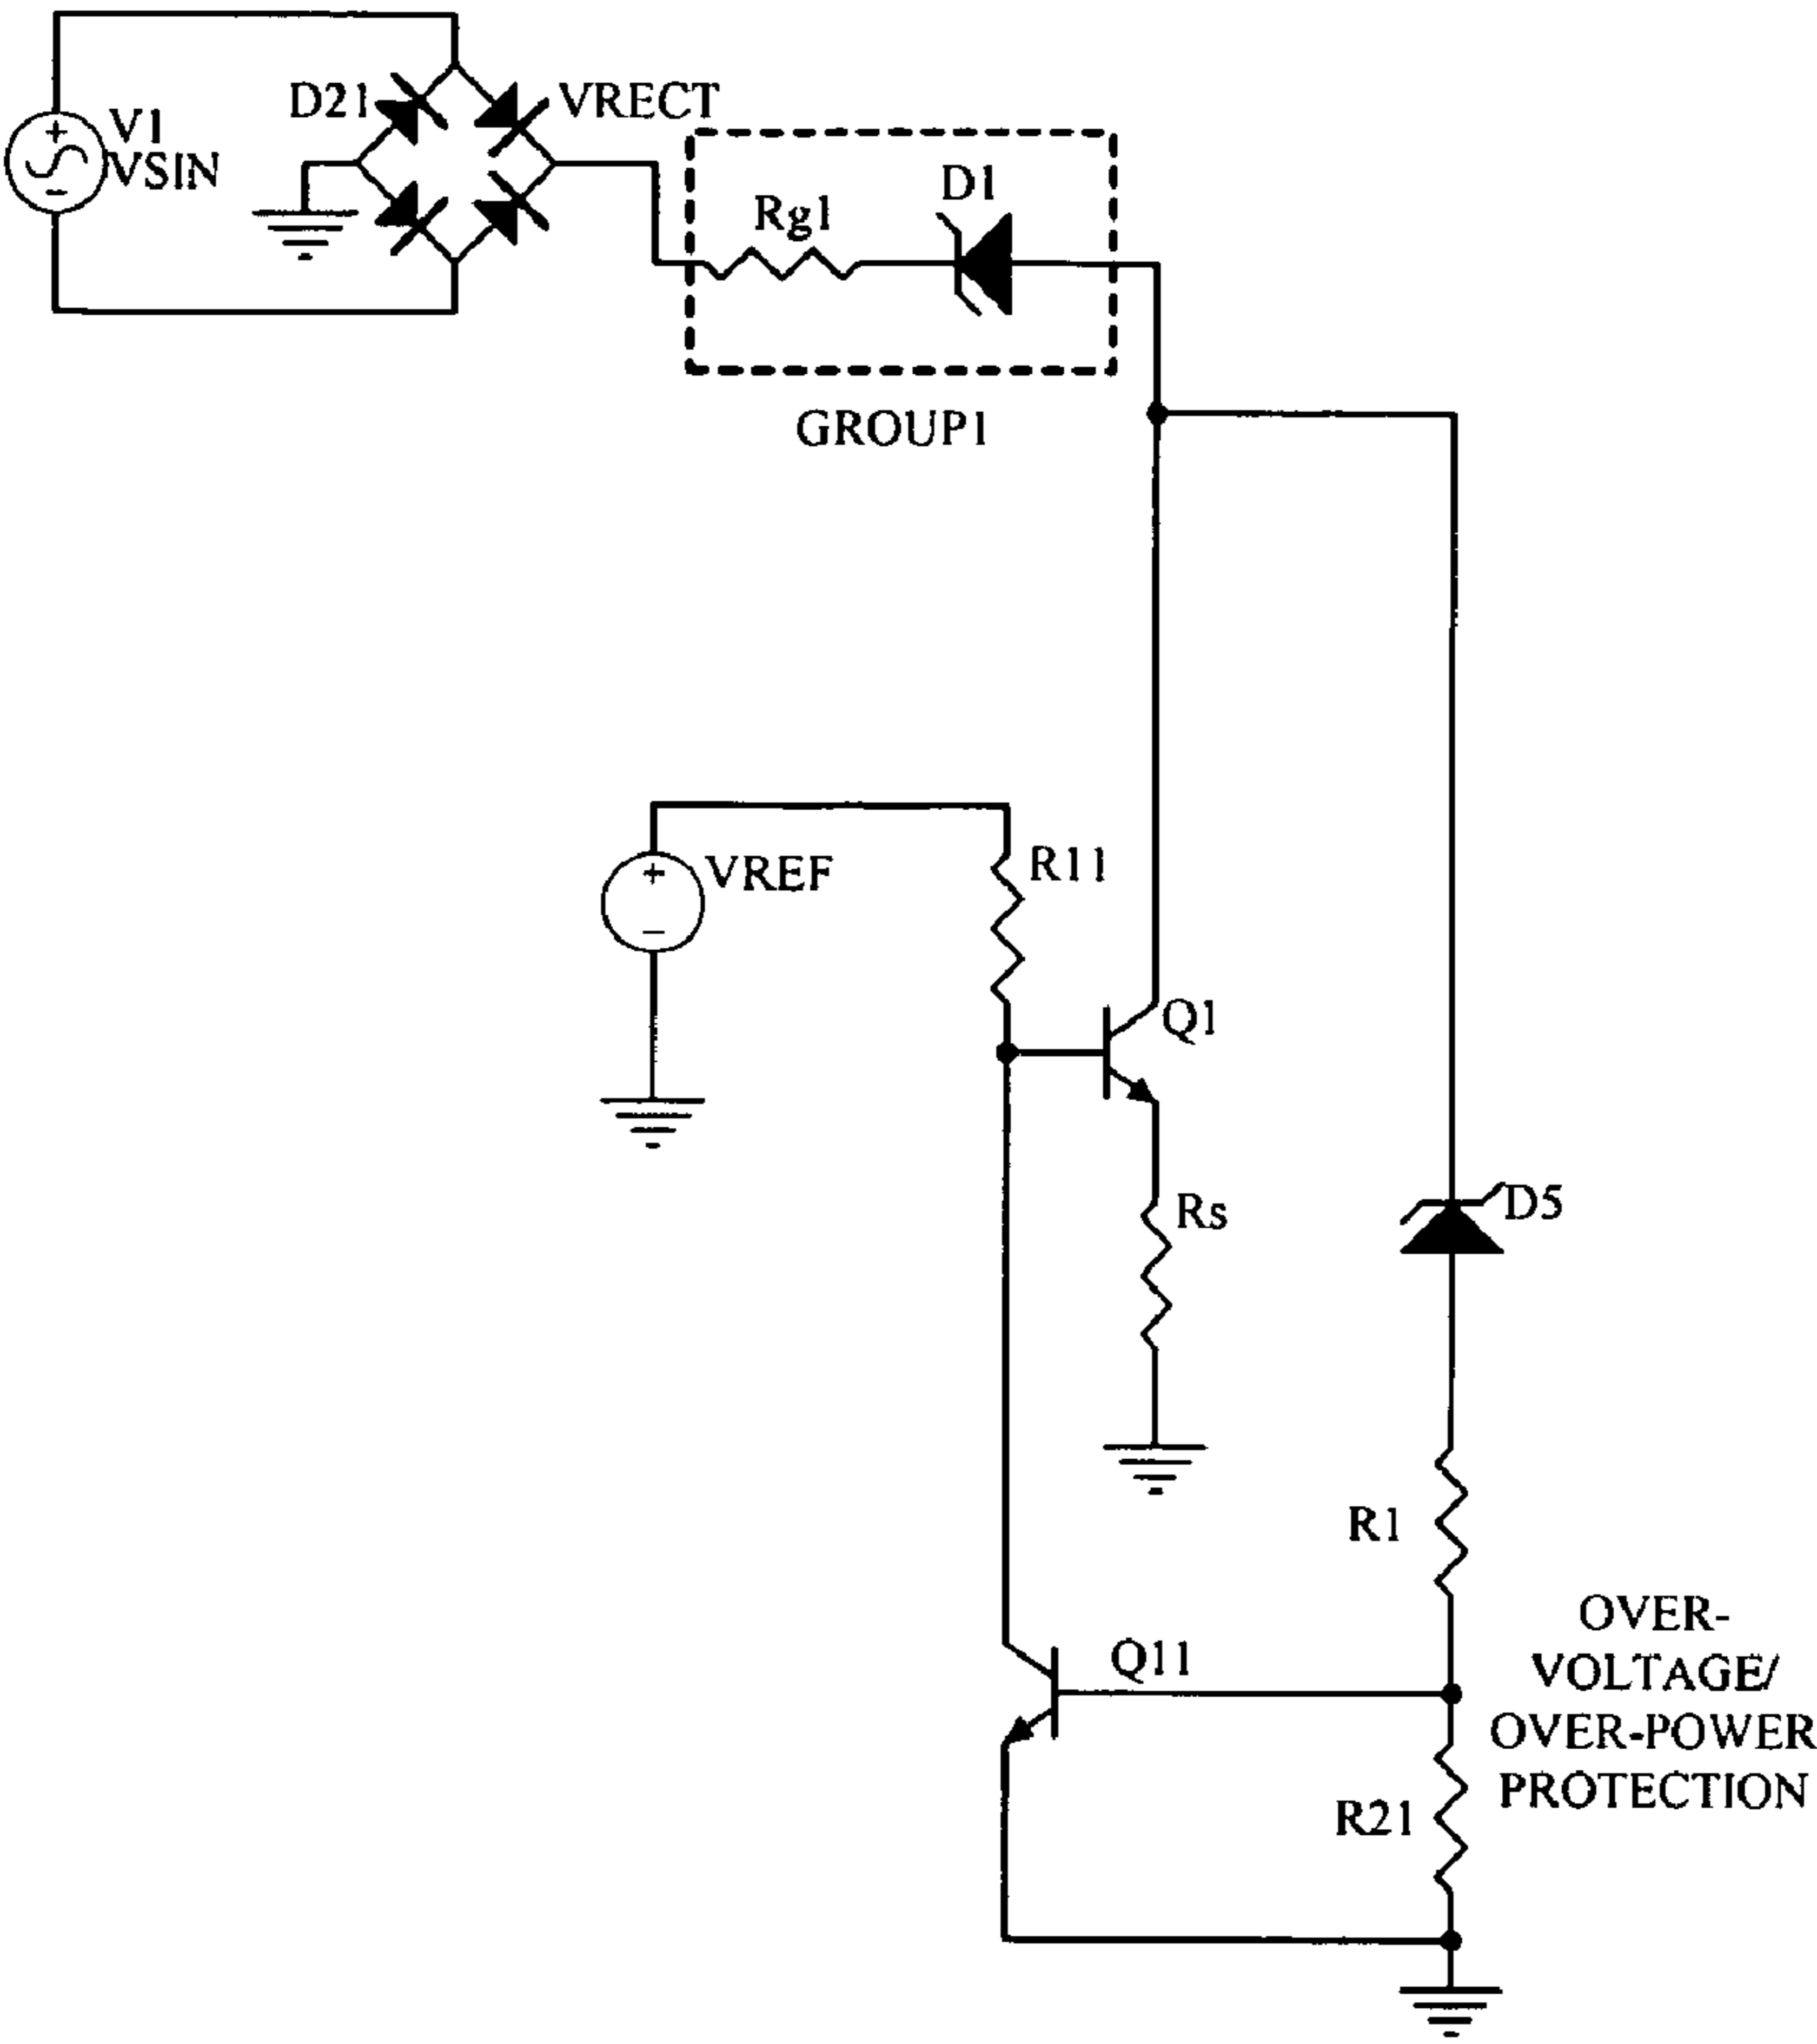 D21
VRECT
V1
VSIN
D1
Rg1
GROUP1
VREF
R11
Q1
Rs
D5
R1
OVER-
VOLTAGE/
OVER-POWER
PROTECTION
Q11
R21